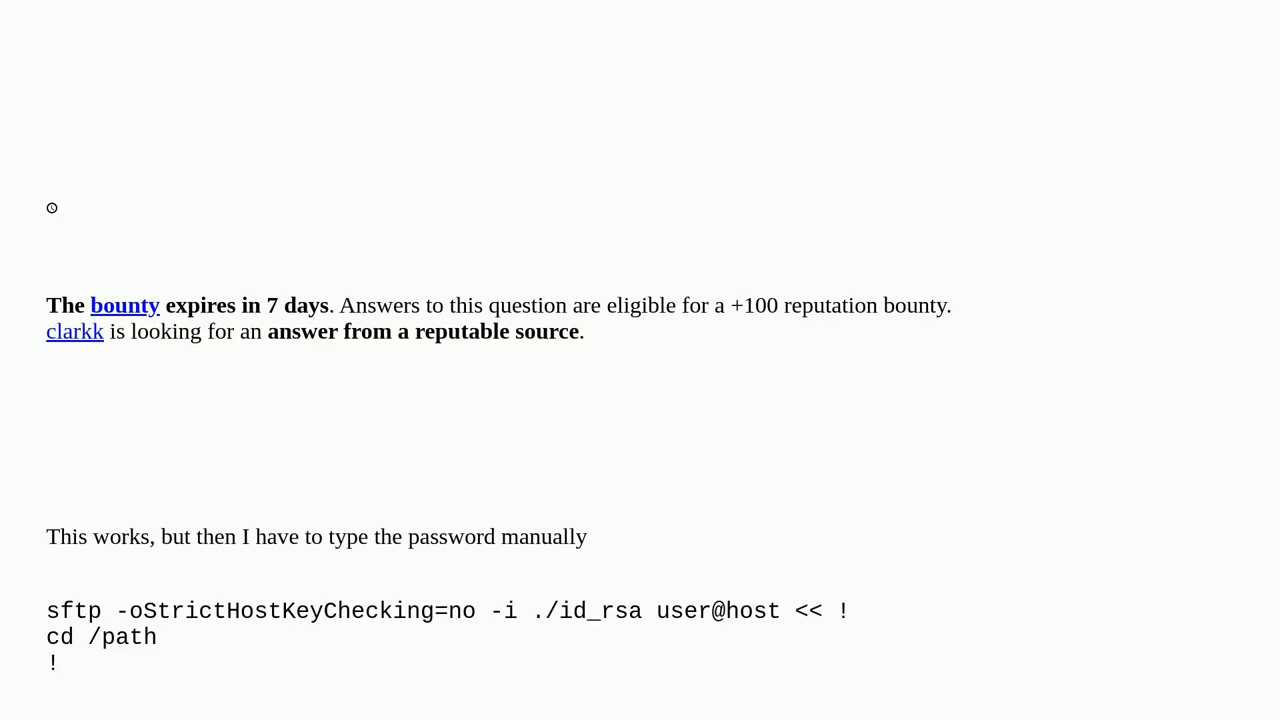 The bounty expires in 7 days. Answers to this question are eligible for a +100 reputation bounty.
clarkk is looking for an answer from a reputable source.
This works, but then I have to type the password manually
sftp -oStrictHostKeyChecking=no -i ./id_rsa user@host << !
cd /path
!